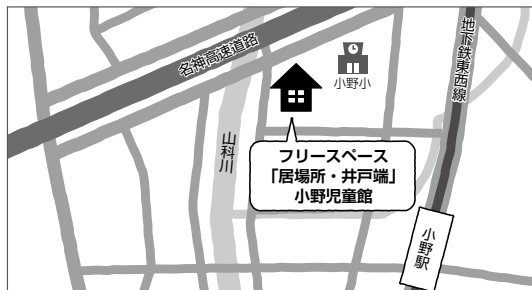 名神高速道路
小野小
地下鉄東西線
山科川
フリースペース
「居場所・井戸端」
小野児童館
小野駅